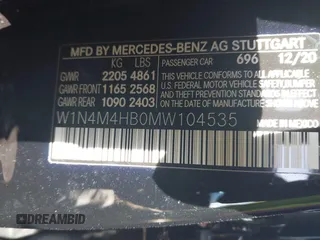 MFD BY MERCEDES-BENZ AG STUTTGART
KG LBS PASSENGER CAR 696 12/20
GVWR 2205 4861
GAWR FRONT 1165 2568
GAWR REAR 1090 2403
THIS VEHICLE CONFORMS TO ALL APPLICABLE
U.S. FEDERAL MOTOR VEHICLE SAFETY, BUMPER
AND THEFT PREVENTION STANDARDS IN EFFECT ON
THE DATE OF MANUFACTURE SHOWN ABOVE.
W1N4M4HB0MW104535
MADE IN MEXICO
DREAMBID